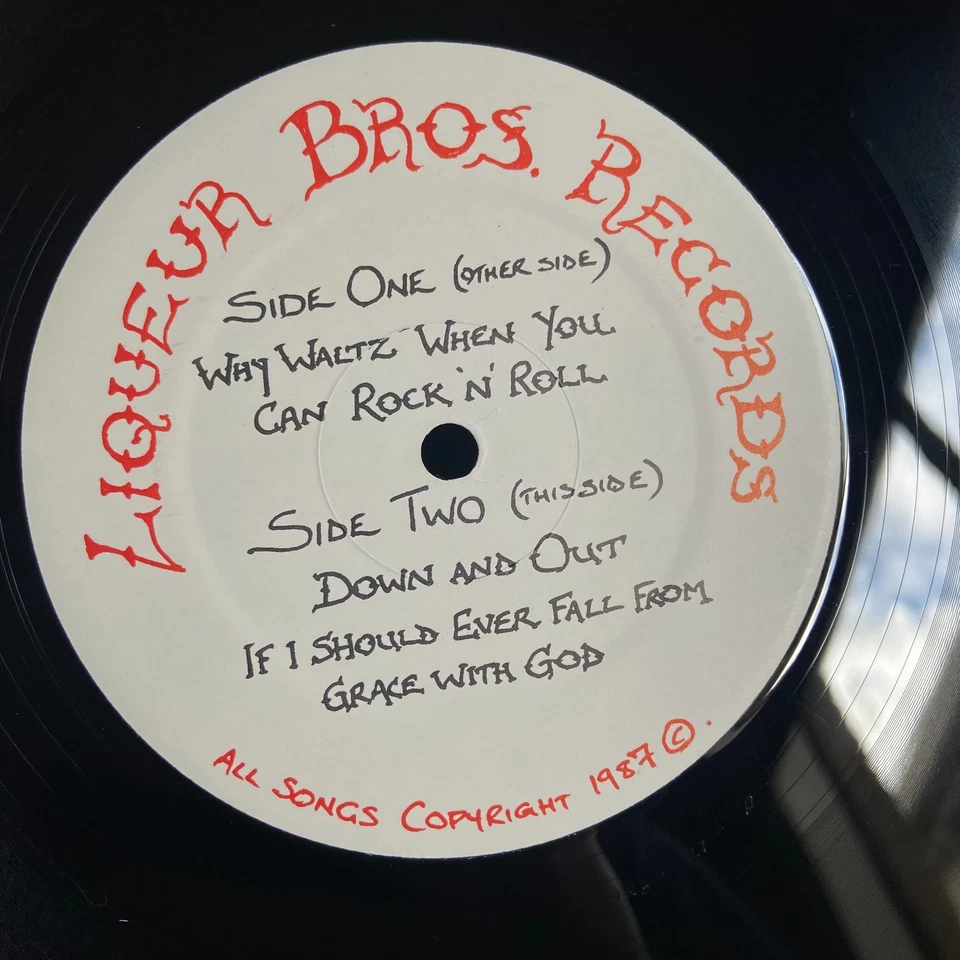 LIQUEUR BROS. RECORDS
SIDE ONE (OTHER SIDE)
WHY WALTZ WHEN YOU
CAN ROCK 'N' ROLL
SIDE TWO (THIS SIDE)
DOWN AND OUT
IF I SHOULD EVER FALL FROM
GRACE WITH GOD
ALL SONGS COPYRIGHT 1987 ©.